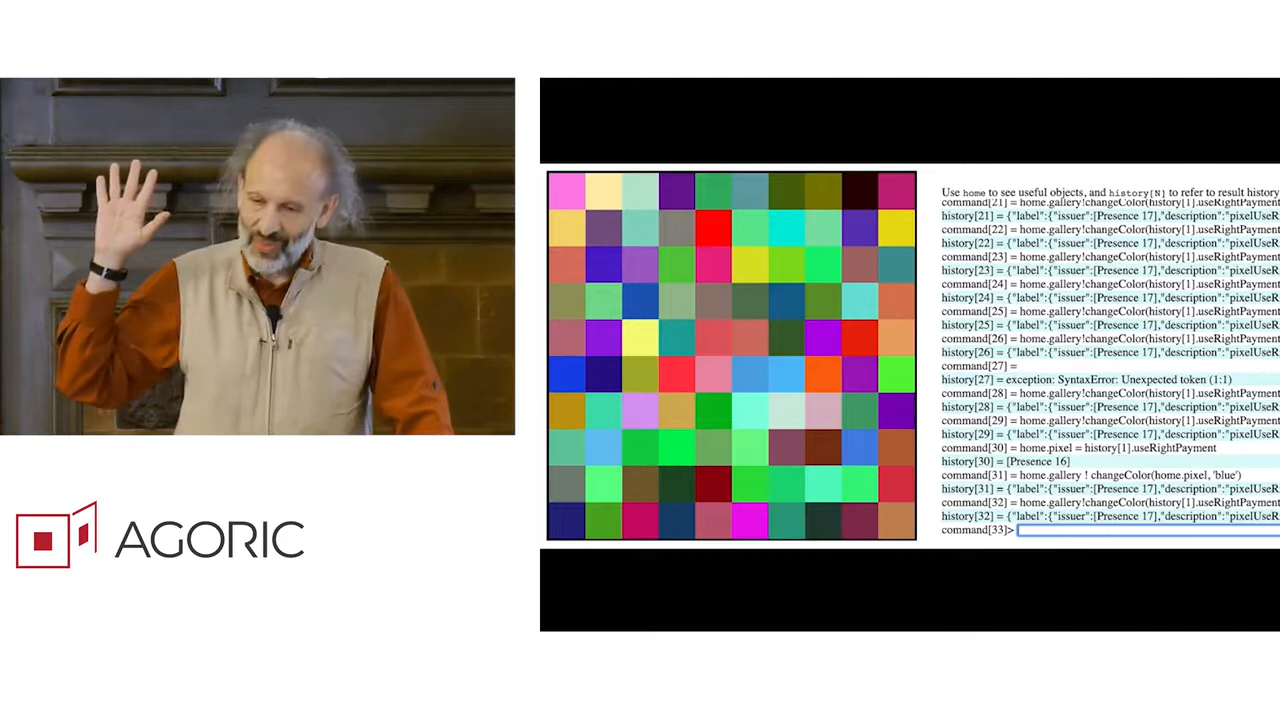 AGORIC
Use home to see useful objects, and history[N] to refer to result history
command[21] = home.gallery!changeColor(history[1].useRightPayment
history[21] = {"label":{"issuer":[Presence 17],"description":"pixelUseR
command[22] = home.gallery!changeColor(history[1].useRightPayment
history[22] = {"label":{"issuer":[Presence 17],"description":"pixelUseR
command[23] = home.gallery!changeColor(history[1].useRightPayment
history[23] = {"label":{"issuer":[Presence 17],"description":"pixelUseR
command[24] = home.gallery!changeColor(history[1].useRightPayment
history[24] = {"label":{"issuer":[Presence 17],"description":"pixelUseR
command[25] = home.gallery!changeColor(history[1].useRightPayment
history[25] = {"label":{"issuer":[Presence 17],"description":"pixelUseR
command[26] = home.gallery!changeColor(history[1].useRightPayment
history[26] = {"label":{"issuer":[Presence 17],"description":"pixelUseR
command[27] =
history[27] = exception: SyntaxError: Unexpected token (1:1)
command[28] = home.gallery!changeColor(history[1].useRightPayment
history[28] = {"label":{"issuer":[Presence 17],"description":"pixelUseR
command[29] = home.gallery!changeColor(history[1].useRightPayment
history[29] = {"label":{"issuer":[Presence 17],"description":"pixelUseR
command[30] = home.pixel = history[1].useRightPayment
history[30] = [Presence 16]
command[31] = home.gallery ! changeColor(home.pixel, 'blue')
history[31] = {"label":{"issuer":[Presence 17],"description":"pixelUseR
command[32] = home.gallery!changeColor(history[1].useRightPayment
history[32] = {"label":{"issuer":[Presence 17],"description":"pixelUseR
command[33]>